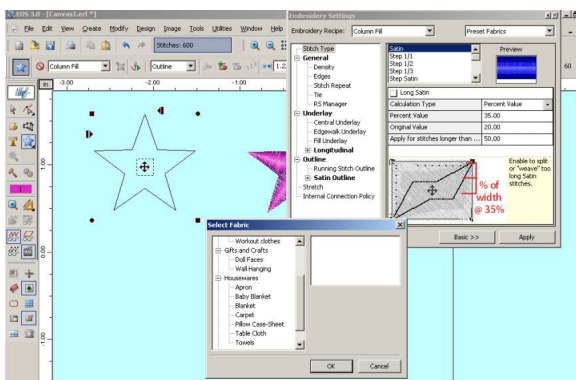 EOS 3.0 - [Canvas1.eof *]
File Edit View Create Modify Design Image Tools Utilities Window Help
Stitches: 600
Column Fill
Outline
60
in
-3.00 -2.00 -1.00
1.00
0.00
-1.00
1
Embroidery Settings
Embroidery Recipe: Column Fill Preset Fabrics
Stitch Type
General
Density
Edges
Stitch Repeat
Tie
RS Manager
Underlay
Central Underlay
Edgewalk Underlay
Fill Underlay
Longitudinal
Outline
Running Stitch Outline
Satin Outline
Stretch
Internal Connection Policy
Satin
Step 1/1
Step 1/2
Step 1/3
Step Satin
Preview
Long Satin
Calculation Type Percent Value
Percent Value 35.00
Original Value 20.00
Apply for stitches longer than ... 50.00
% of
width
@ 35%
Enable to split
or "weave" too
long Satin
stitches.
Basic >> Apply
Select Fabric
Workout clothes
Gifts and Crafts
Doll Faces
Wall Hanging
Housewares
Apron
Baby Blanket
Blanket
Carpet
Pillow Case-Sheet
Table Cloth
Towels
OK Cancel